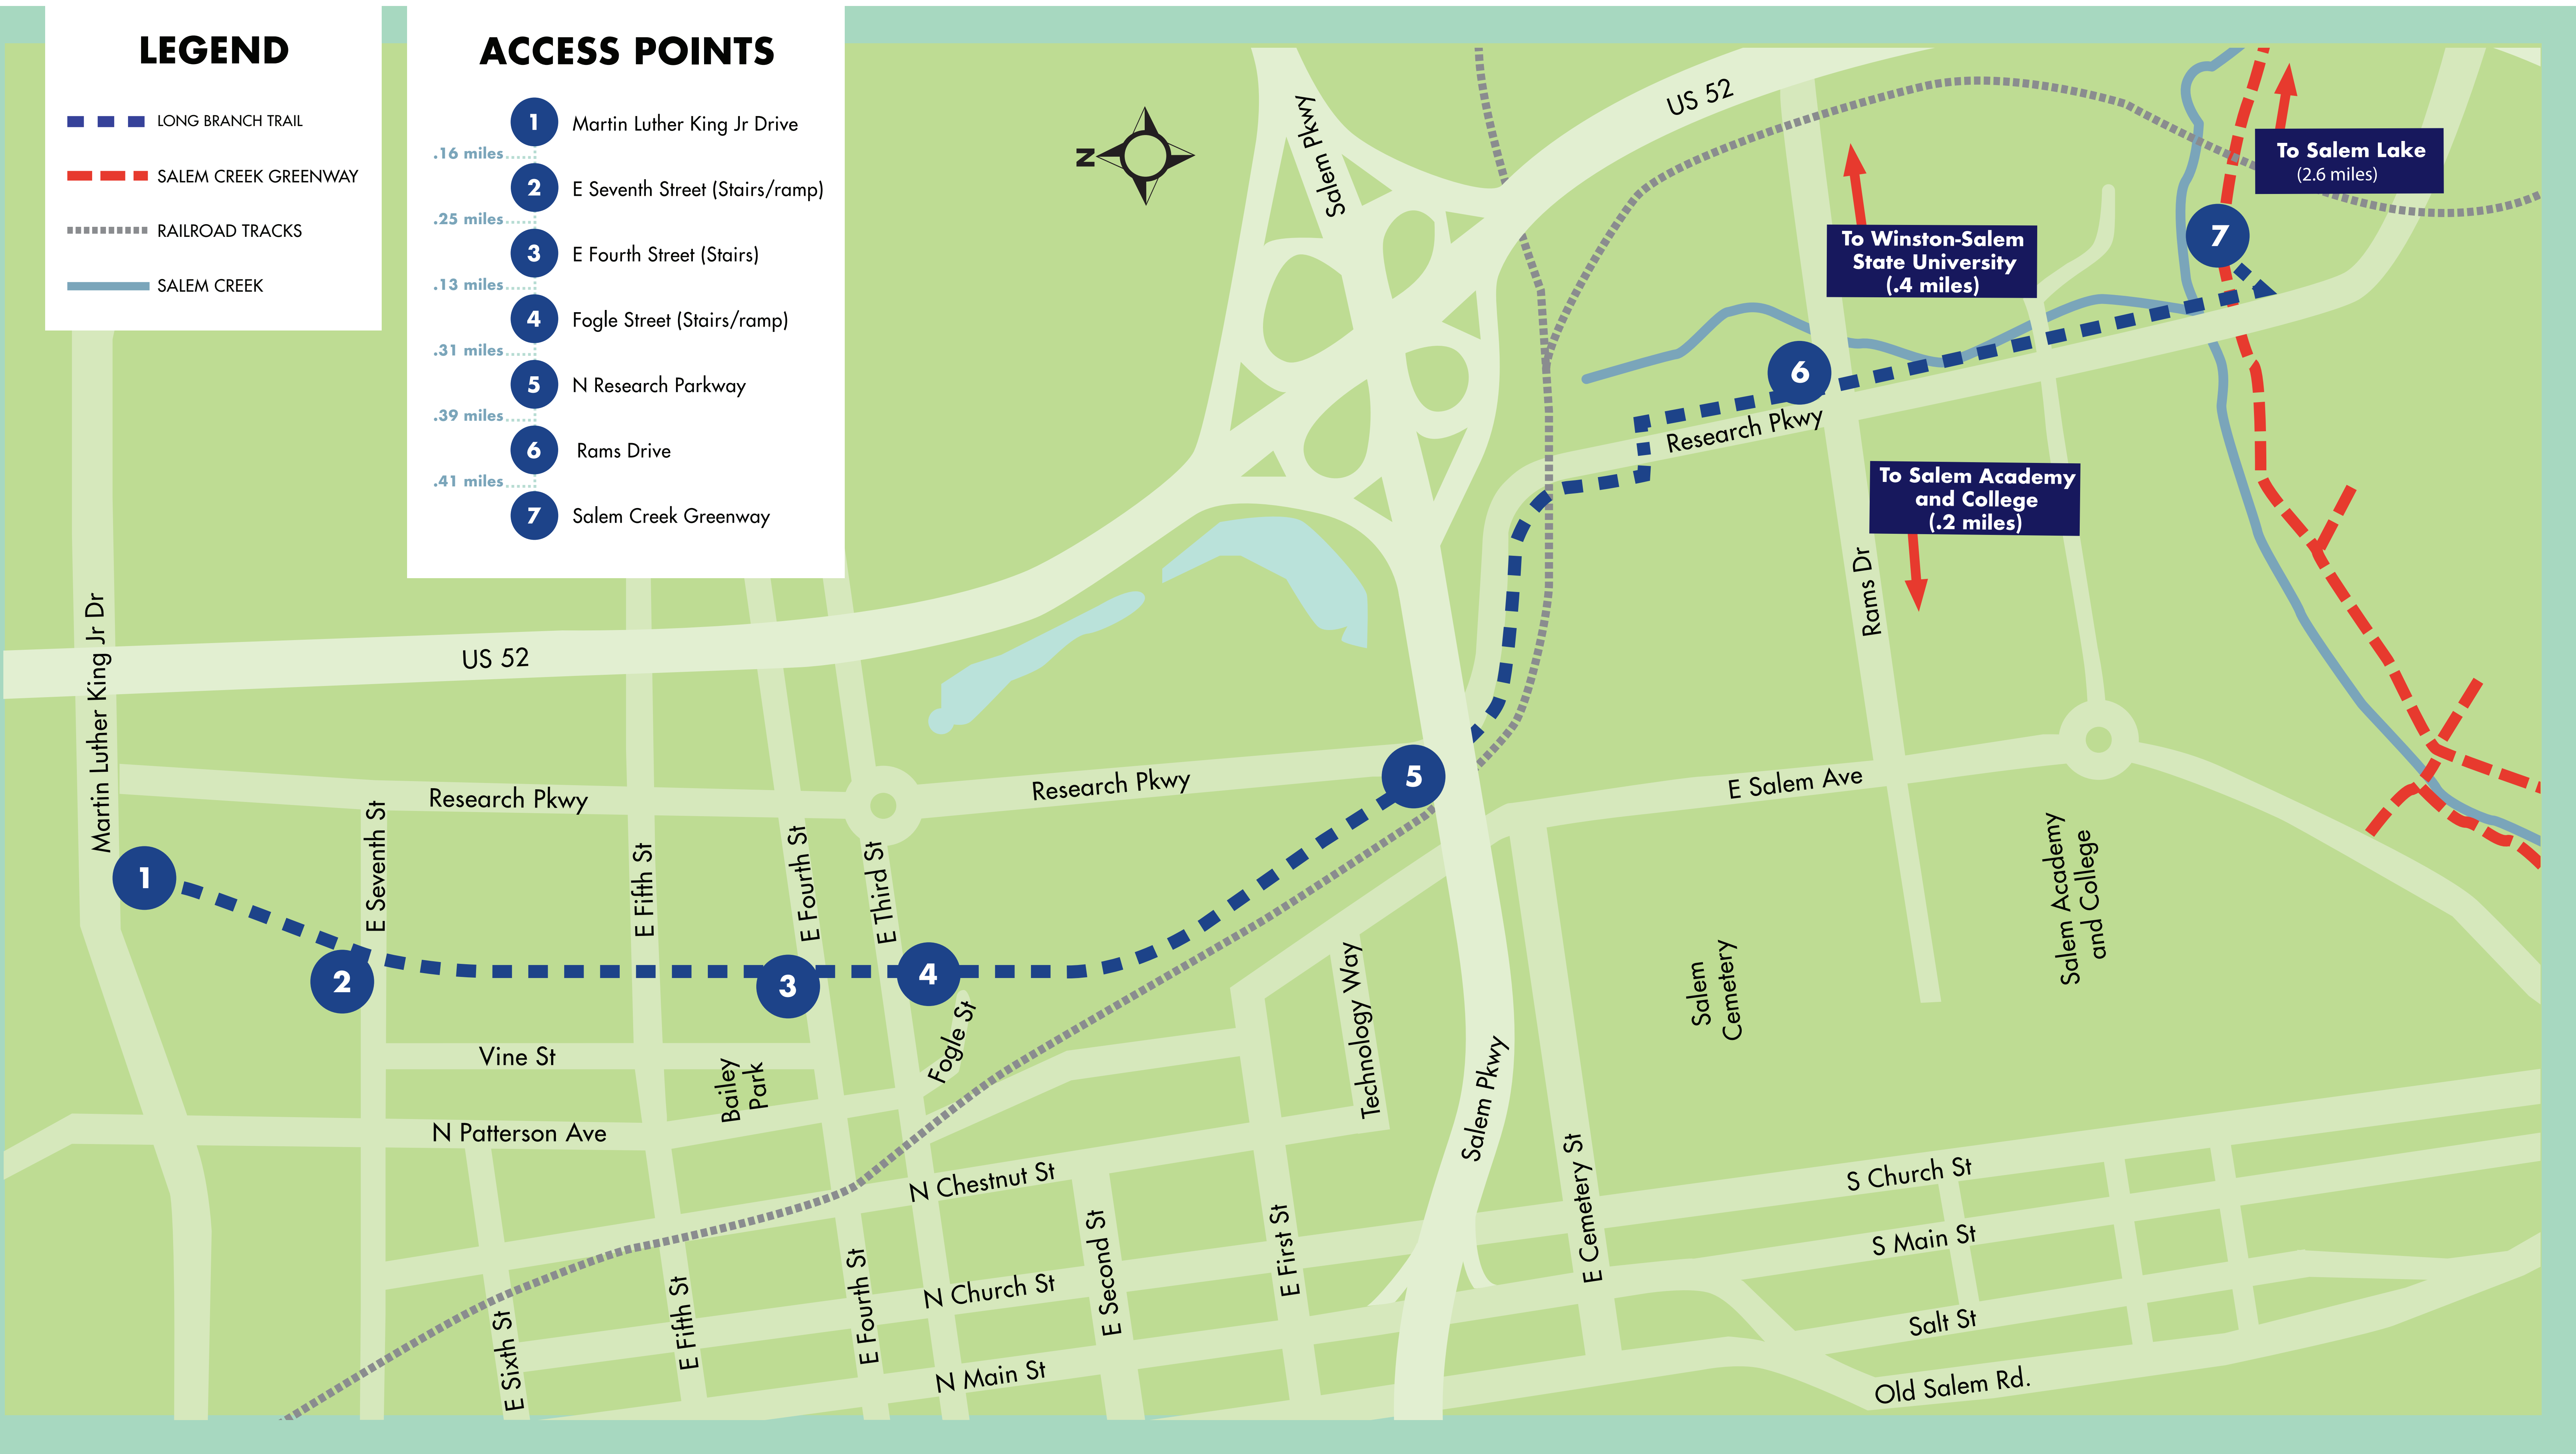 LEGEND
LONG BRANCH TRAIL
SALEM CREEK GREENWAY
RAILROAD TRACKS
SALEM CREEK
ACCESS POINTS
1 Martin Luther King Jr Drive
.16 miles
2 E Seventh Street (Stairs/ramp)
.25 miles
3 E Fourth Street (Stairs)
.13 miles
4 Fogle Street (Stairs/ramp)
.31 miles
5 N Research Parkway
.39 miles
6 Rams Drive
.41 miles
7 Salem Creek Greenway
N
Salem Pkwy
US 52
To Salem Lake
(2.6 miles)
7
To Winston-Salem
State University
(.4 miles)
6
Research Pkwy
To Salem Academy
and College
(.2 miles)
Rams Dr
Martin Luther King Jr Dr
US 52
Research Pkwy
Research Pkwy
5
E Salem Ave
1
E Seventh St
E Fifth St
E Fourth St
E Third St
2
3
4
Fogle St
Technology Way
Salem
Cemetery
Salem Academy
and College
Vine St
Bailey
Park
N Patterson Ave
Salem Pkwy
N Chestnut St
E Cemetery St
S Church St
S Main St
N Church St
E Second St
E First St
E Sixth St
E Fifth St
E Fourth St
N Main St
Salt St
Old Salem Rd.